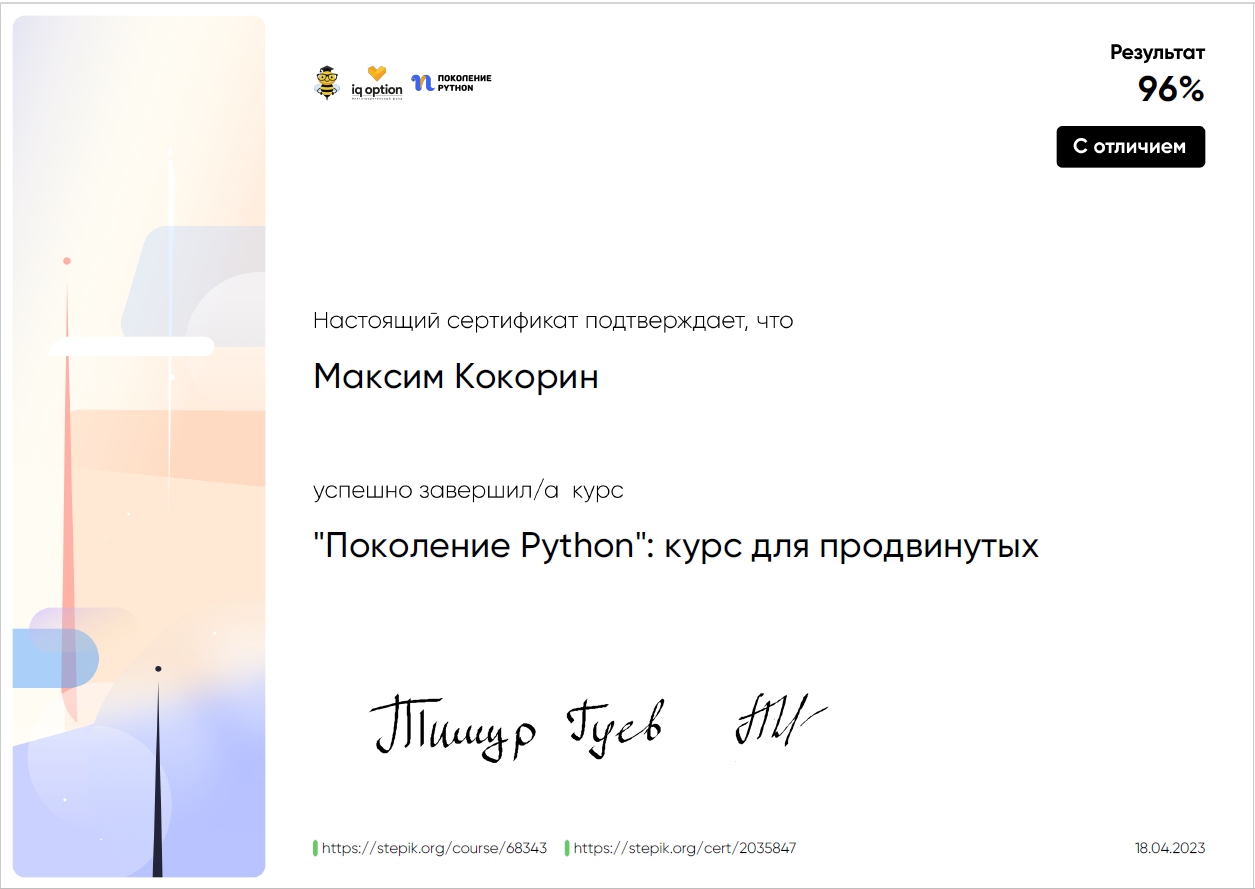 iq option
ПОКОЛЕНИЕ
PYTHON
Результат
96%
С отличием
Настоящий сертификат подтверждает, что
Максим Кокорин
успешно завершил/а курс
"Поколение Python": курс для продвинутых
Тимур Гуев
https://stepik.org/course/68343 https://stepik.org/cert/2035847 18.04.2023